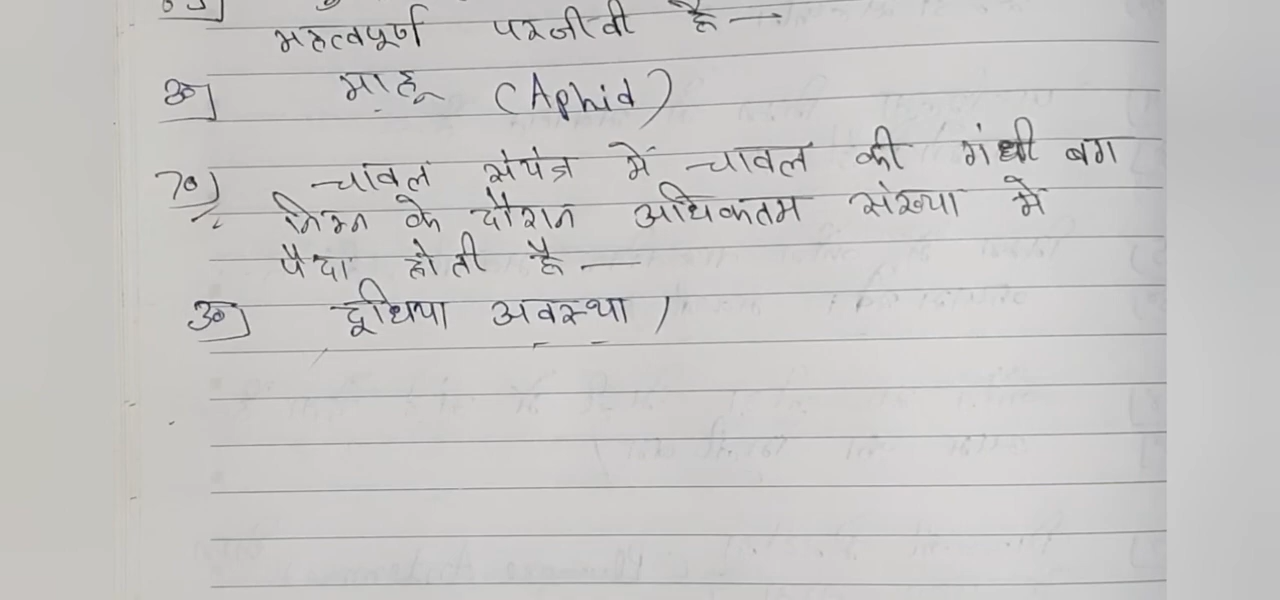 महत्वपूर्ण परजीवी है —
उ०] माहू (Aphid)
70) चावल संयंत्र में चावल की गंधी बग
निम्न के दौरान अधिकतम संख्या में
पैदा होती है —
उ०] दूधिया अवस्था /